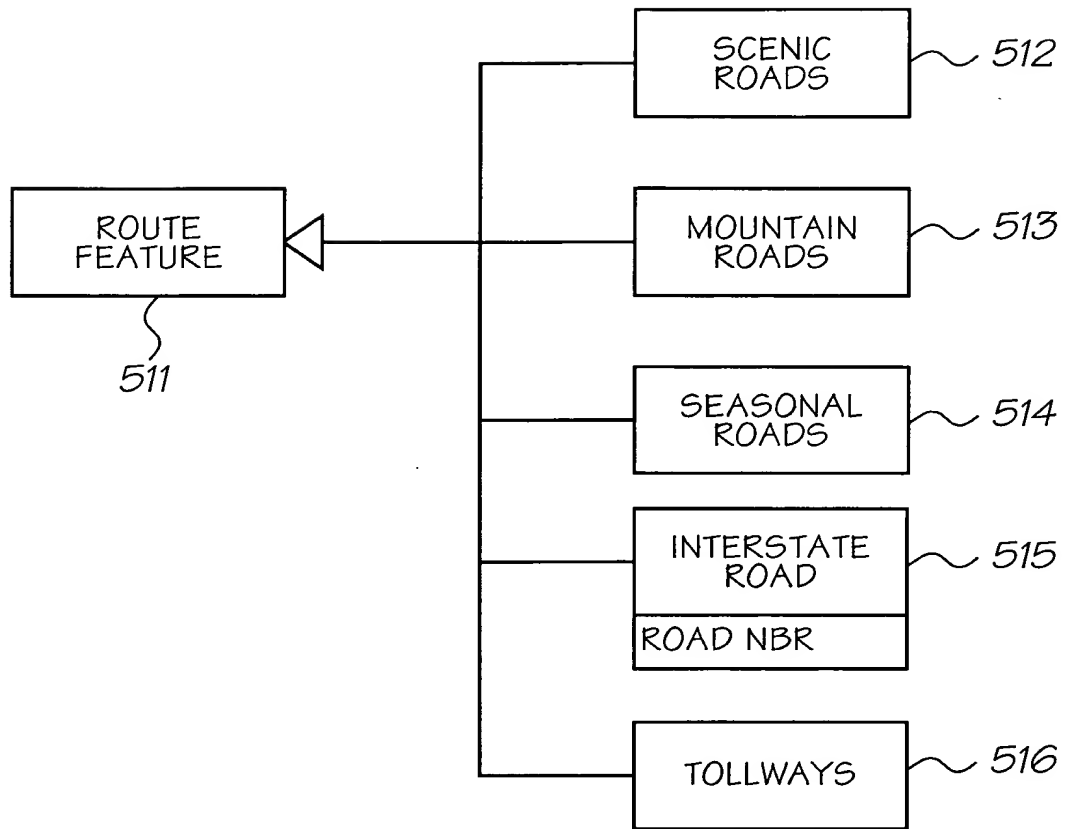 SCENIC
ROADS
512
ROUTE
FEATURE
511
MOUNTAIN
ROADS
513
SEASONAL
ROADS
514
INTERSTATE
ROAD
515
ROAD NBR
TOLLWAYS
516